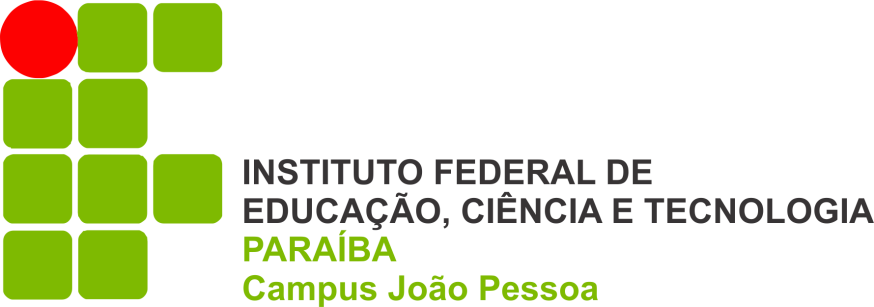 INSTITUTO FEDERAL DE
EDUCAÇÃO, CIÊNCIA E TECNOLOGIA
PARAÍBA
Campus João Pessoa